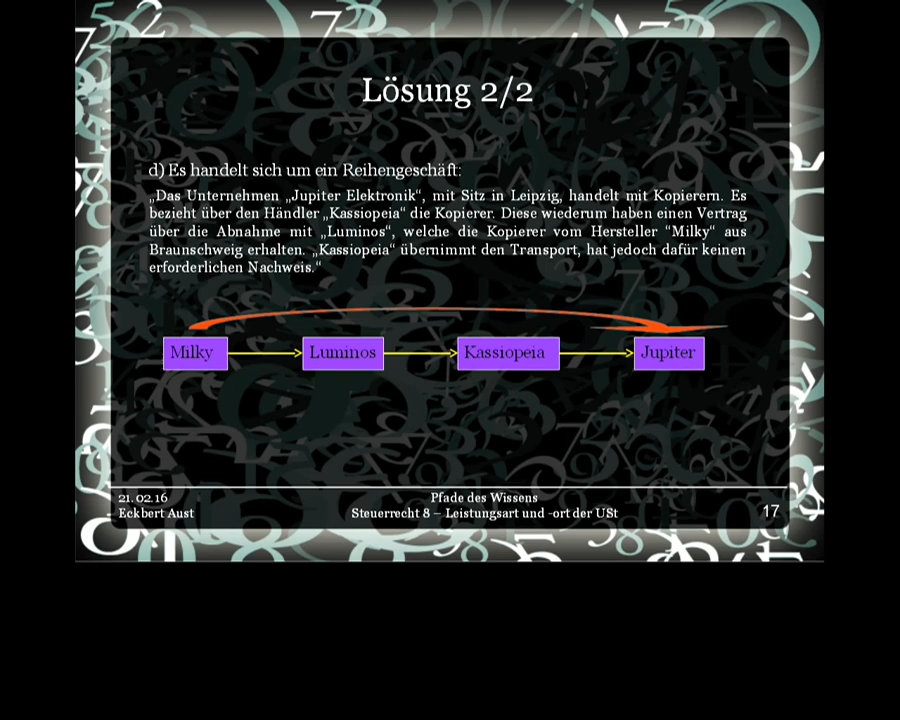 Lösung 2/2
d) Es handelt sich um ein Reihengeschäft:
„Das Unternehmen „Jupiter Elektronik“, mit Sitz in Leipzig, handelt mit Kopierern. Es
bezieht über den Händler „Kassiopeia“ die Kopierer. Diese wiederum haben einen Vertrag
über die Abnahme mit „Luminos“, welche die Kopierer vom Hersteller “Milky“ aus
Braunschweig erhalten. „Kassiopeia“ übernimmt den Transport, hat jedoch dafür keinen
erforderlichen Nachweis.“
Milky Luminos Kassiopeia Jupiter
21.02.16 Pfade des Wissens
Eckbert Aust Steuerrecht 8 – Leistungsart und -ort der USt 17